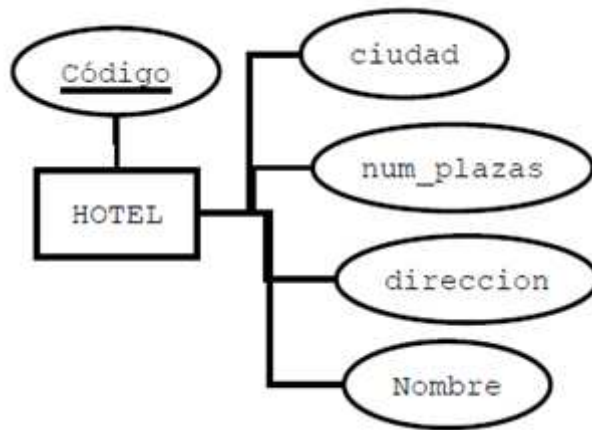 Código
HOTEL
ciudad
num_plazas
direccion
Nombre